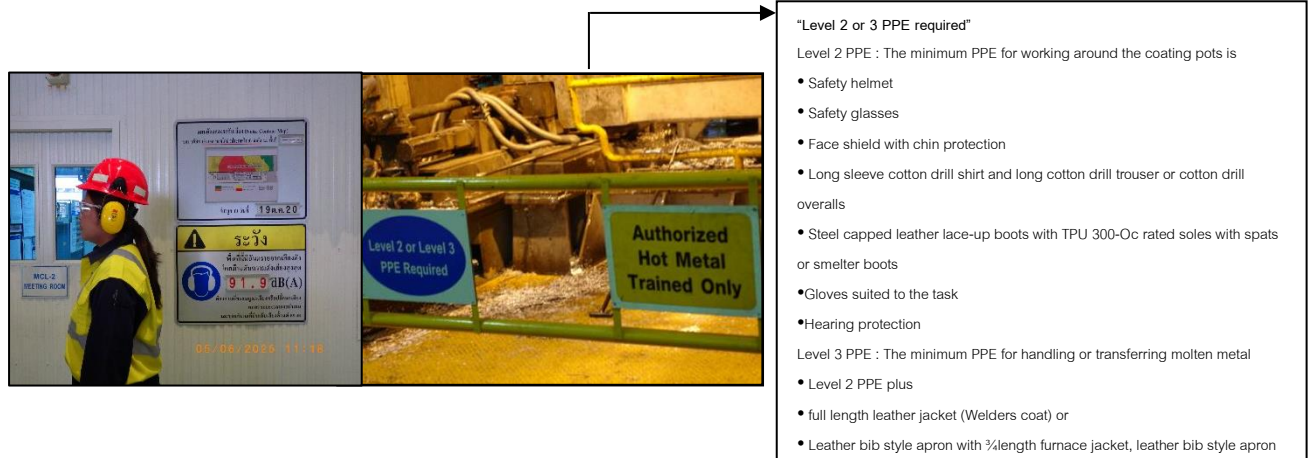 "Level 2 or 3 PPE required"
Level 2 PPE : The minimum PPE for working around the coating pots is
• Safety helmet
• Safety glasses
• Face shield with chin protection
• Long sleeve cotton drill shirt and long cotton drill trouser or cotton drill
overalls
• Steel capped leather lace-up boots with TPU 300-Oc rated soles with spats
or smelter boots
•Gloves suited to the task
•Hearing protection
Level 3 PPE : The minimum PPE for handling or transferring molten metal
• Level 2 PPE plus
• full length leather jacket (Welders coat) or
• Leather bib style apron with ¾length furnace jacket, leather bib style apron
MCL-2
MEETING ROOM
ระวัง
91.9 dB(A)
05/06/2025 11:18
Level 2 or Level 3
PPE Required
Authorized
Hot Metal
Trained Only